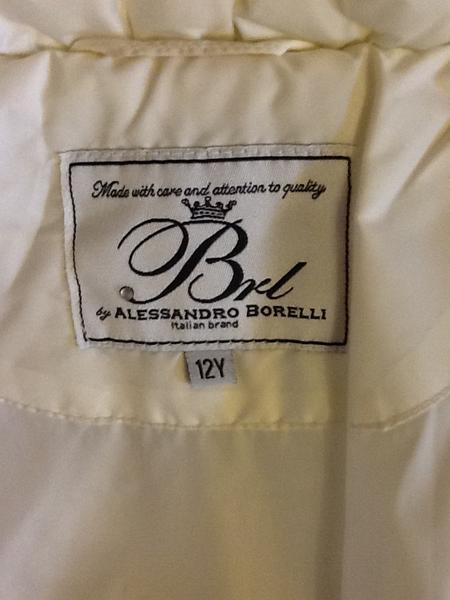 Made with care and attention to quality
Brl
by ALESSANDRO BORELLI
Italian brand
12Y